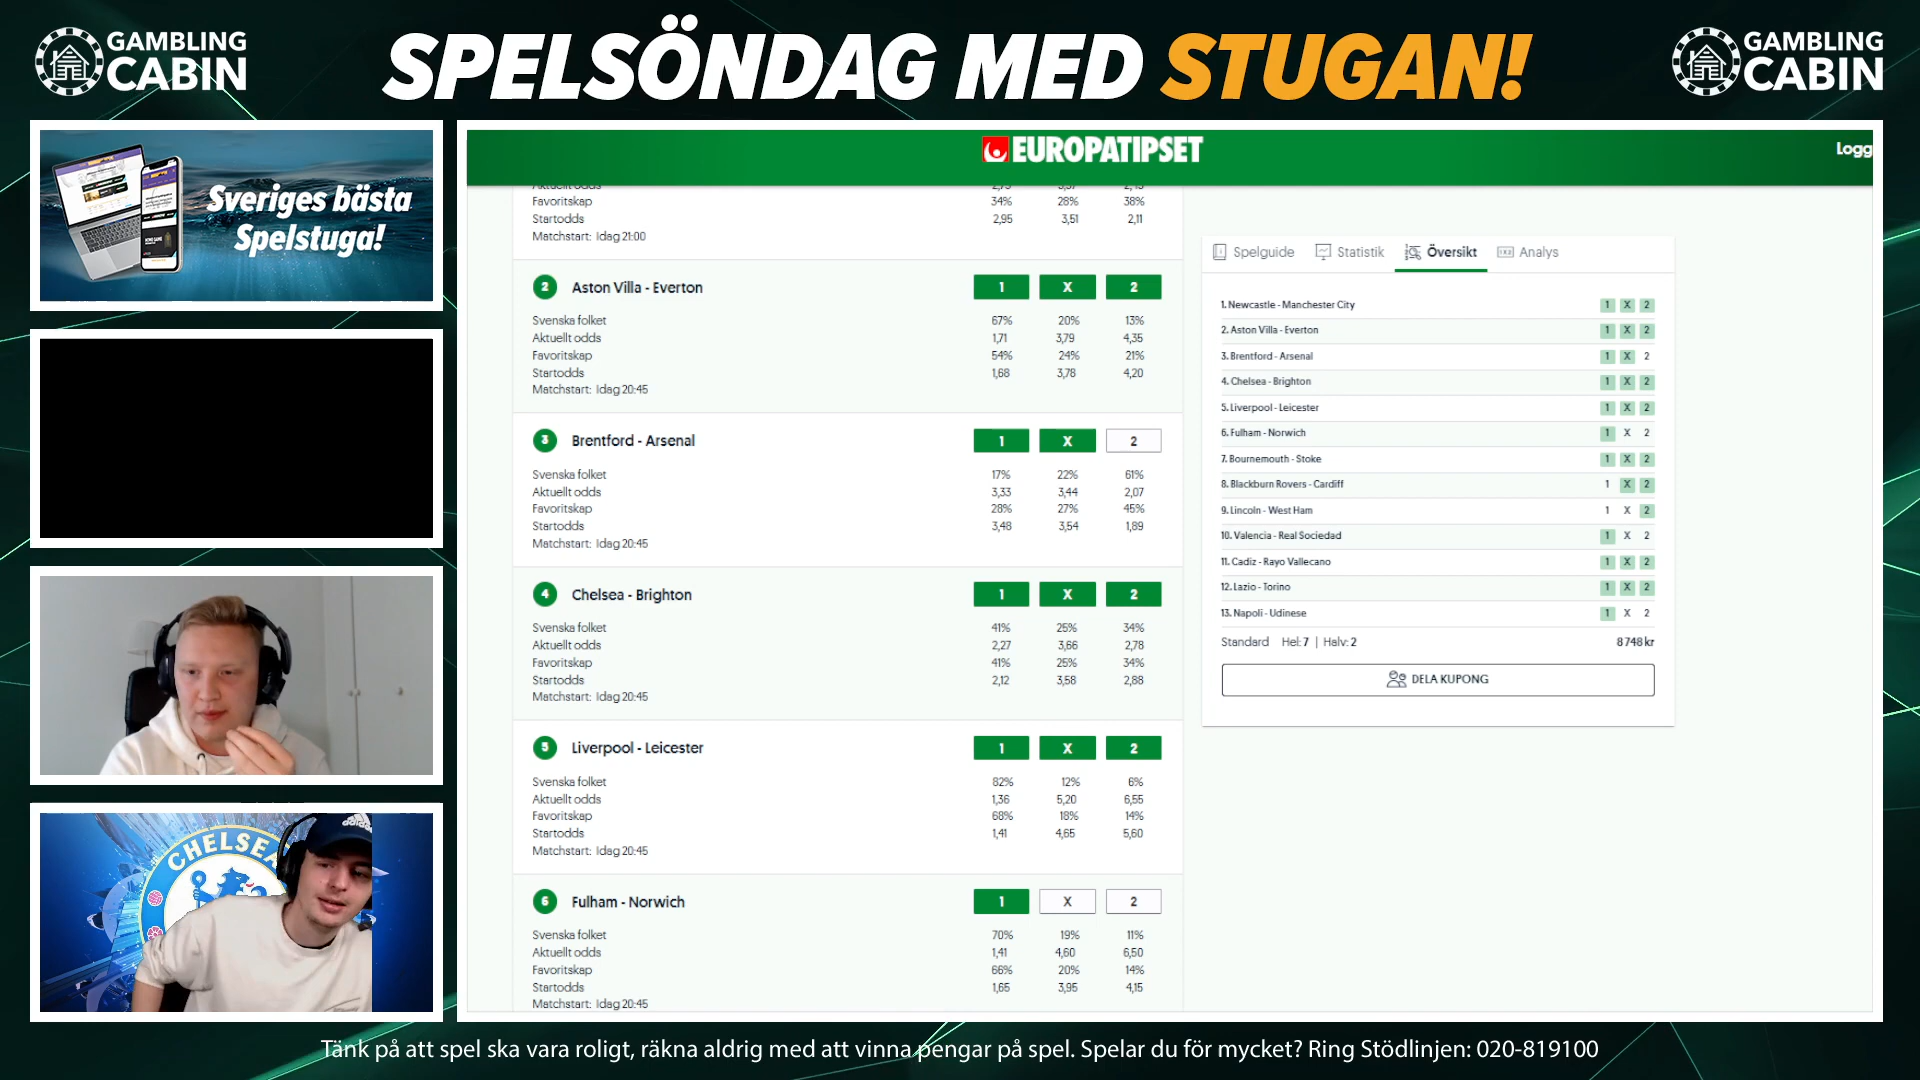 GAMBLING
CABIN
SPELSÖNDAG MED STUGAN!
GAMBLING
CABIN
Sveriges bästa
Spelstuga!
CHELSEA
EUROPATIPSET
Logg
Aktuellt odds
Favoritskap 34% 28% 38%
Startodds 2,95 3,51 2,11
Matchstart: Idag 21:00
2 Aston Villa - Everton 1 X 2
Svenska folket 67% 20% 13%
Aktuellt odds 1,71 3,79 4,35
Favoritskap 54% 24% 21%
Startodds 1,68 3,78 4,20
Matchstart: Idag 20:45
3 Brentford - Arsenal 1 X 2
Svenska folket 17% 22% 61%
Aktuellt odds 3,33 3,44 2,07
Favoritskap 28% 27% 45%
Startodds 3,48 3,54 1,89
Matchstart: Idag 20:45
4 Chelsea - Brighton 1 X 2
Svenska folket 41% 25% 34%
Aktuellt odds 2,27 3,66 2,78
Favoritskap 41% 25% 34%
Startodds 2,12 3,58 2,88
Matchstart: Idag 20:45
5 Liverpool - Leicester 1 X 2
Svenska folket 82% 12% 6%
Aktuellt odds 1,36 5,20 6,55
Favoritskap 68% 18% 14%
Startodds 1,41 4,65 5,60
Matchstart: Idag 20:45
6 Fulham - Norwich 1 X 2
Svenska folket 70% 19% 11%
Aktuellt odds 1,41 4,60 6,50
Favoritskap 66% 20% 14%
Startodds 1,65 3,95 4,15
Matchstart: Idag 20:45
Spelguide Statistik Översikt Analys
1. Newcastle - Manchester City 1 X 2
2. Aston Villa - Everton 1 X 2
3. Brentford - Arsenal 1 X 2
4. Chelsea - Brighton 1 X 2
5. Liverpool - Leicester 1 X 2
6. Fulham - Norwich 1 X 2
7. Bournemouth - Stoke 1 X 2
8. Blackburn Rovers - Cardiff 1 X 2
9. Lincoln - West Ham 1 X 2
10. Valencia - Real Sociedad 1 X 2
11. Cadiz - Rayo Vallecano 1 X 2
12. Lazio - Torino 1 X 2
13. Napoli - Udinese 1 X 2
Standard Hel: 7 | Halv: 2 8 748 kr
DELA KUPONG
Tänk på att spel ska vara roligt, räkna aldrig med att vinna pengar på spel. Spelar du för mycket? Ring Stödlinjen: 020-819100